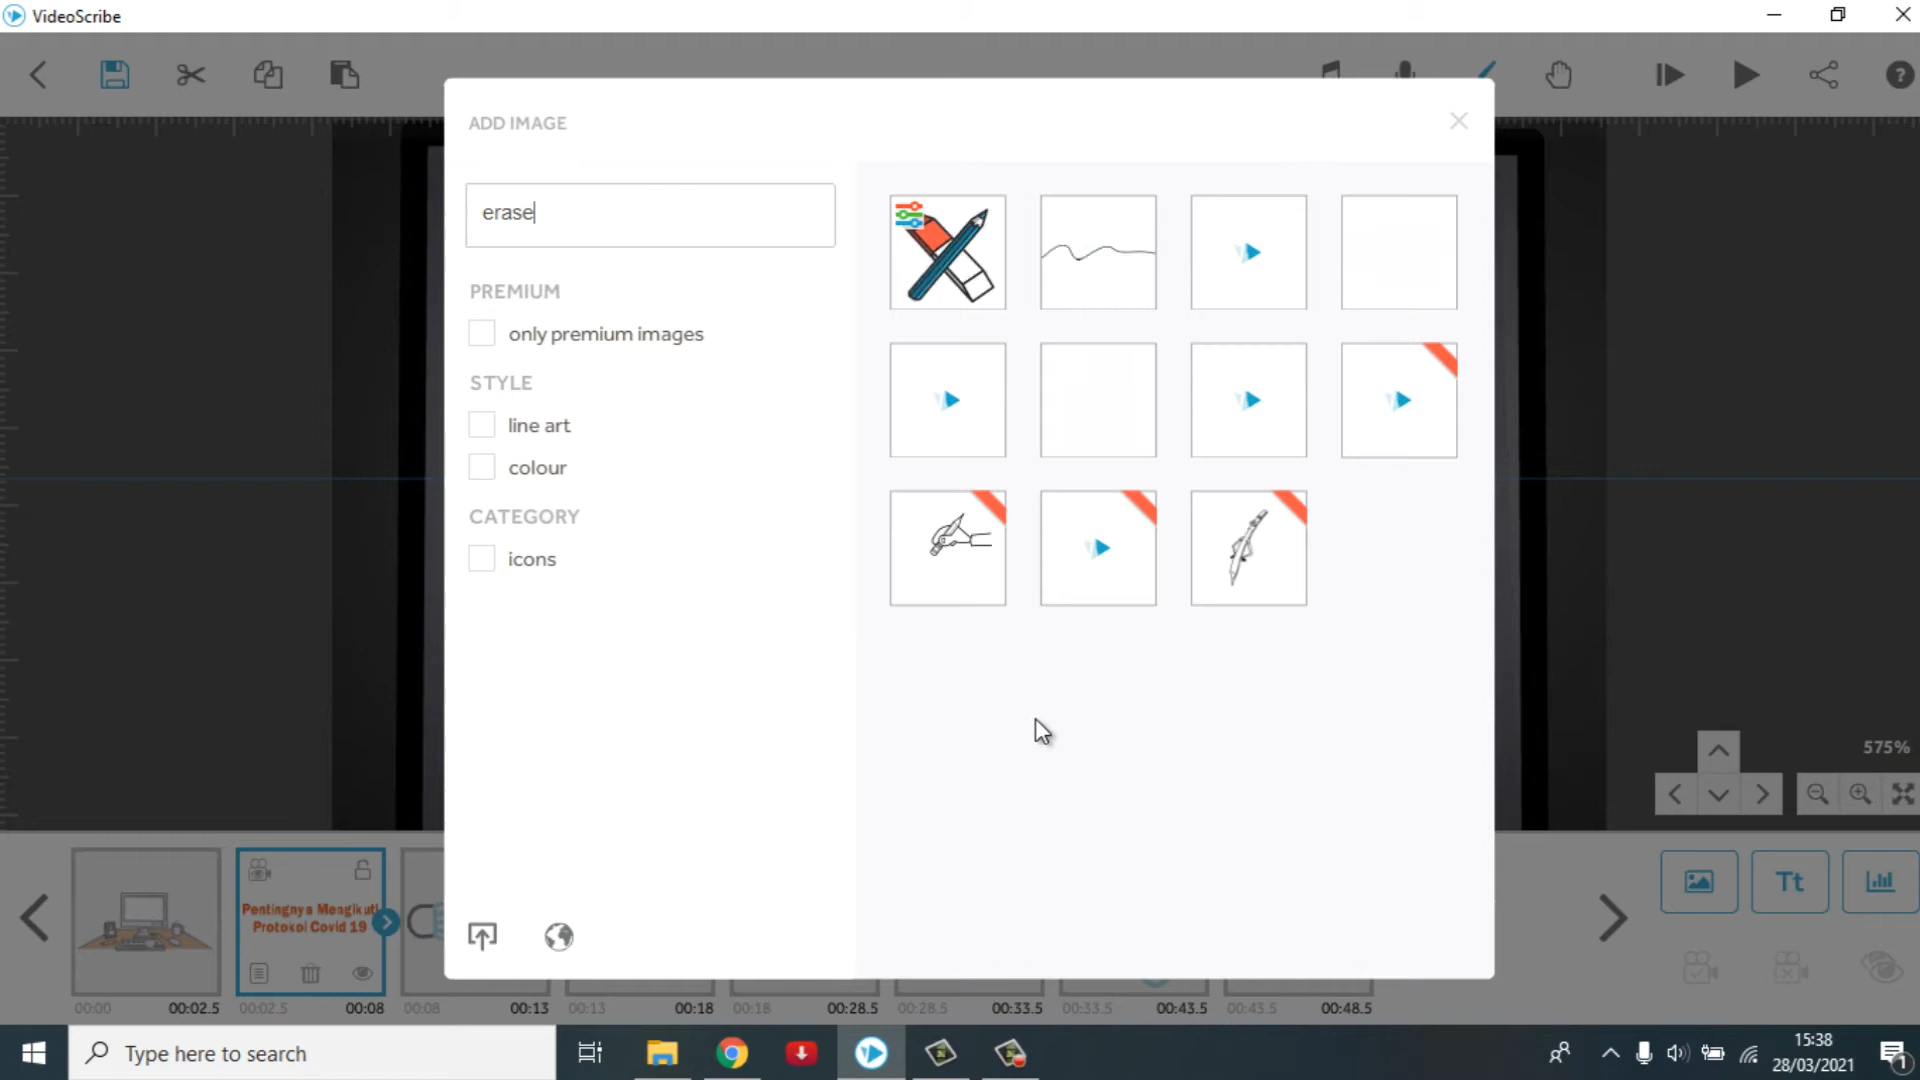 VideoScribe
ADD IMAGE
erase
PREMIUM
only premium images
STYLE
line art
colour
CATEGORY
icons
575%
Tt
Pentingnya Mengikuti
Protokol Covid 19
00:00 00:02.5 00:02.5 00:08 00:08 00:13 00:13 00:18 00:18 00:28.5 00:28.5 00:33.5 00:33.5 00:43.5 00:43.5 00:48.5
Type here to search
15:38
28/03/2021
1